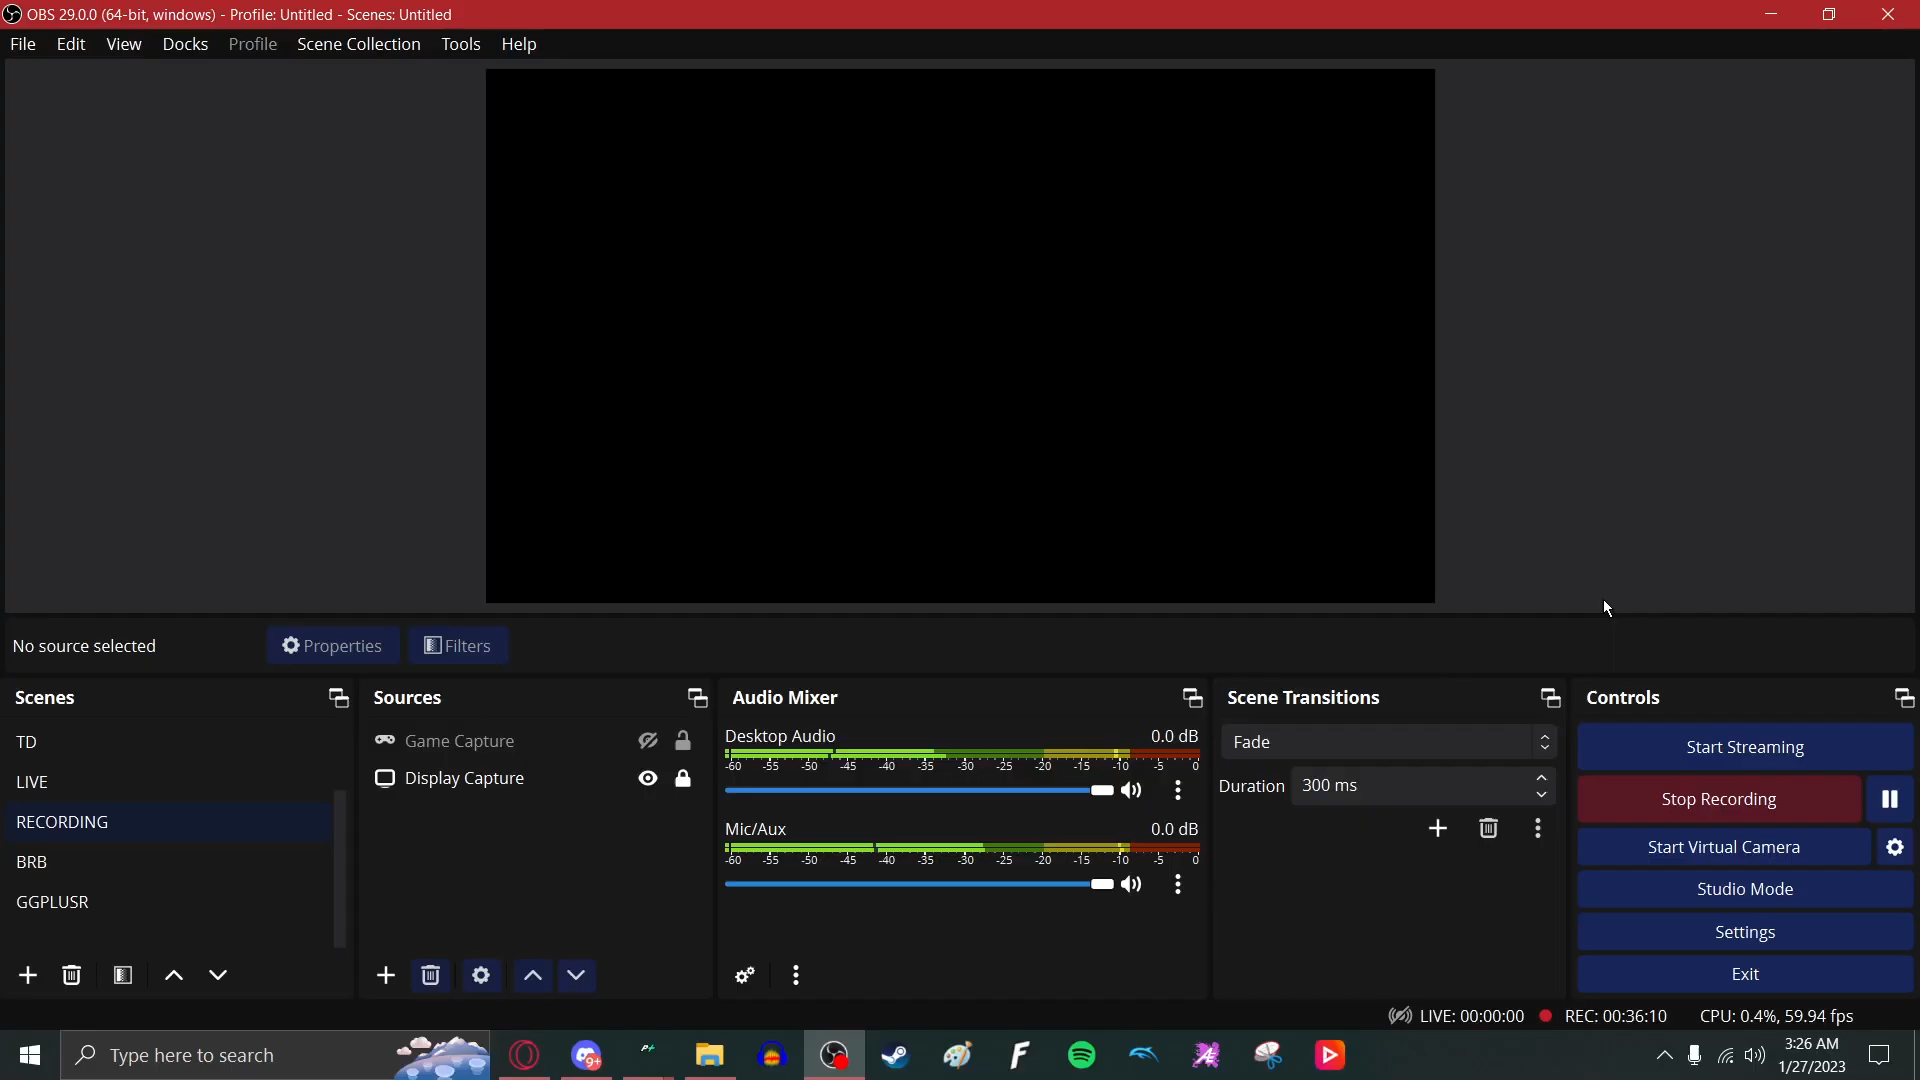 OBS 29.0.0 (64-bit, windows) - Profile: Untitled - Scenes: Untitled
File Edit View Docks Profile Scene Collection Tools Help
No source selected Properties Filters
Scenes
TD
LIVE
RECORDING
BRB
GGPLUSR
Sources
Game Capture
Display Capture
Audio Mixer
Desktop Audio 0.0 dB
-60 -55 -50 -45 -40 -35 -30 -25 -20 -15 -10 -5 0
Mic/Aux 0.0 dB
-60 -55 -50 -45 -40 -35 -30 -25 -20 -15 -10 -5 0
Scene Transitions
Fade
Duration 300 ms
Controls
Start Streaming
Stop Recording
Start Virtual Camera
Studio Mode
Settings
Exit
LIVE: 00:00:00 REC: 00:36:10 CPU: 0.4%, 59.94 fps
Type here to search
9+
3:26 AM
1/27/2023